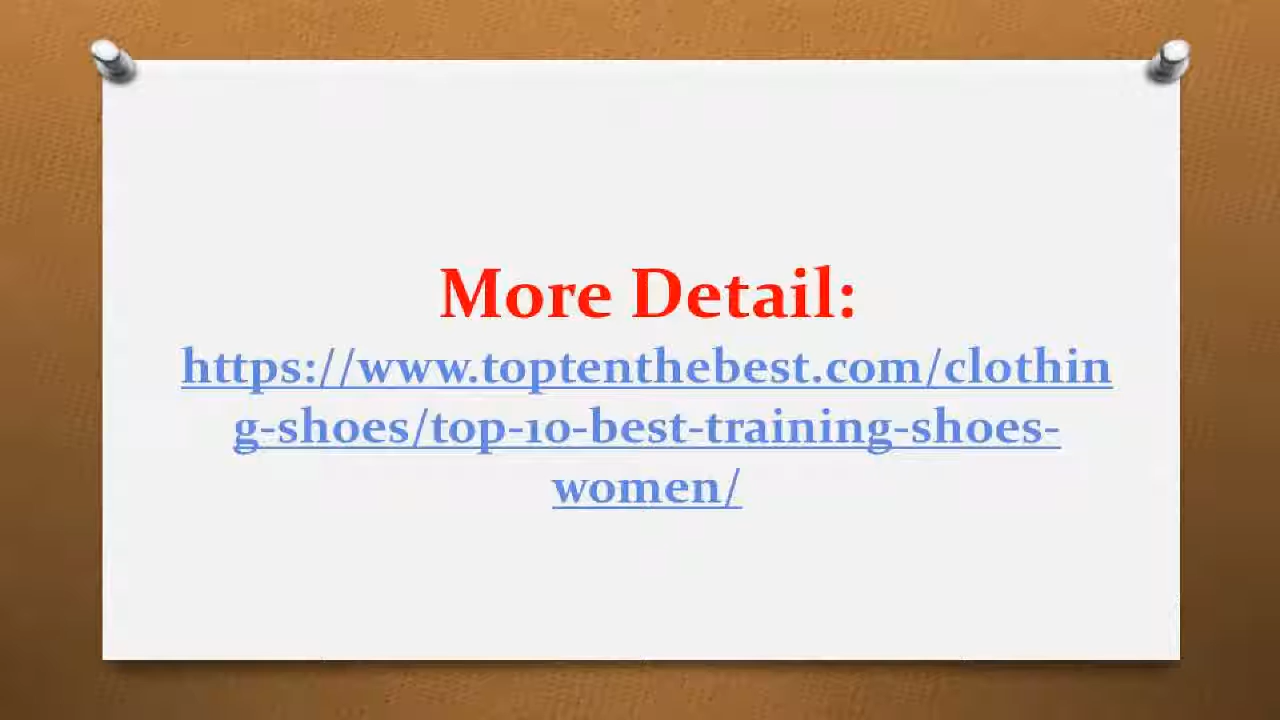 More Detail:
https://www.toptenthebest.com/clothin
g-shoes/top-10-best-training-shoes-
women/